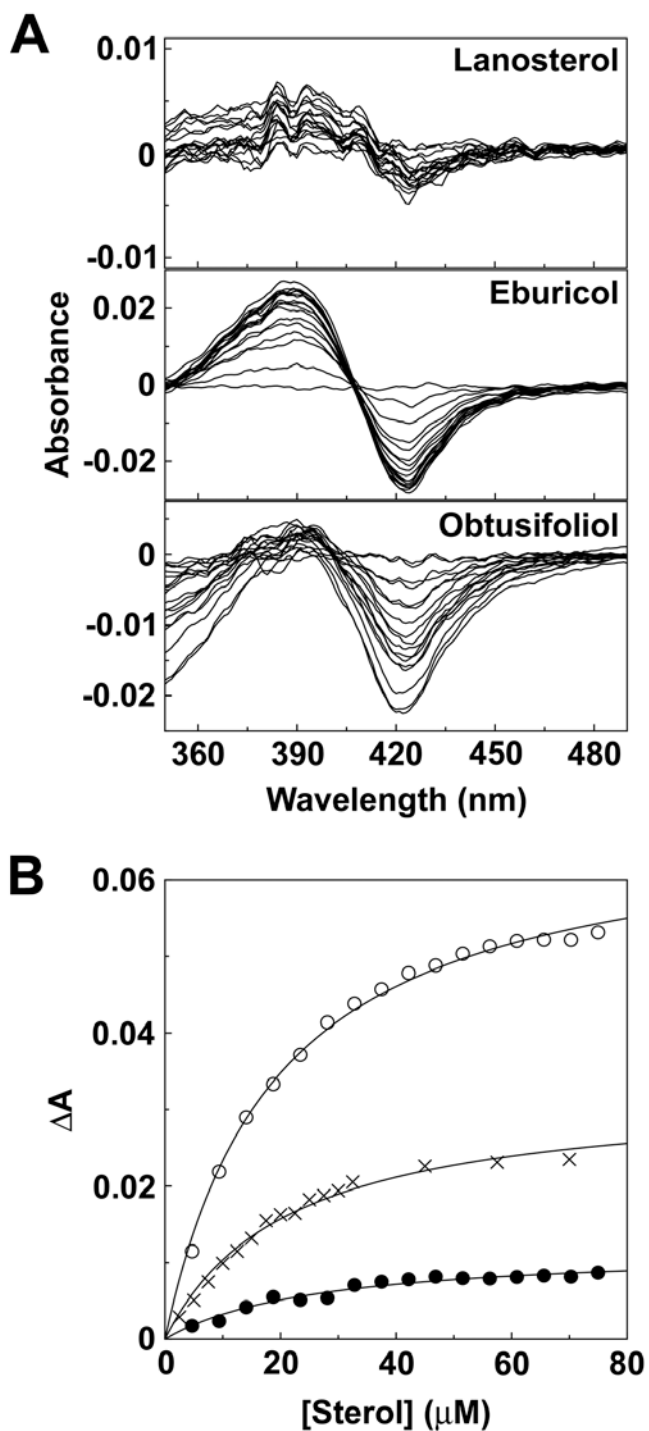 A
0.01
Lanosterol
0
-0.01
Eburicol
0.02
0
-0.02
Obtusifoliol
0
-0.01
-0.02
Absorbance
360 390 420 450 480
Wavelength (nm)
B
0.06
0.04
0.02
0
ΔA
0 20 40 60 80
[Sterol] (μM)